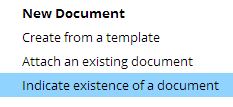 New Document
Create from a template
Attach an existing document
Indicate existence of a document